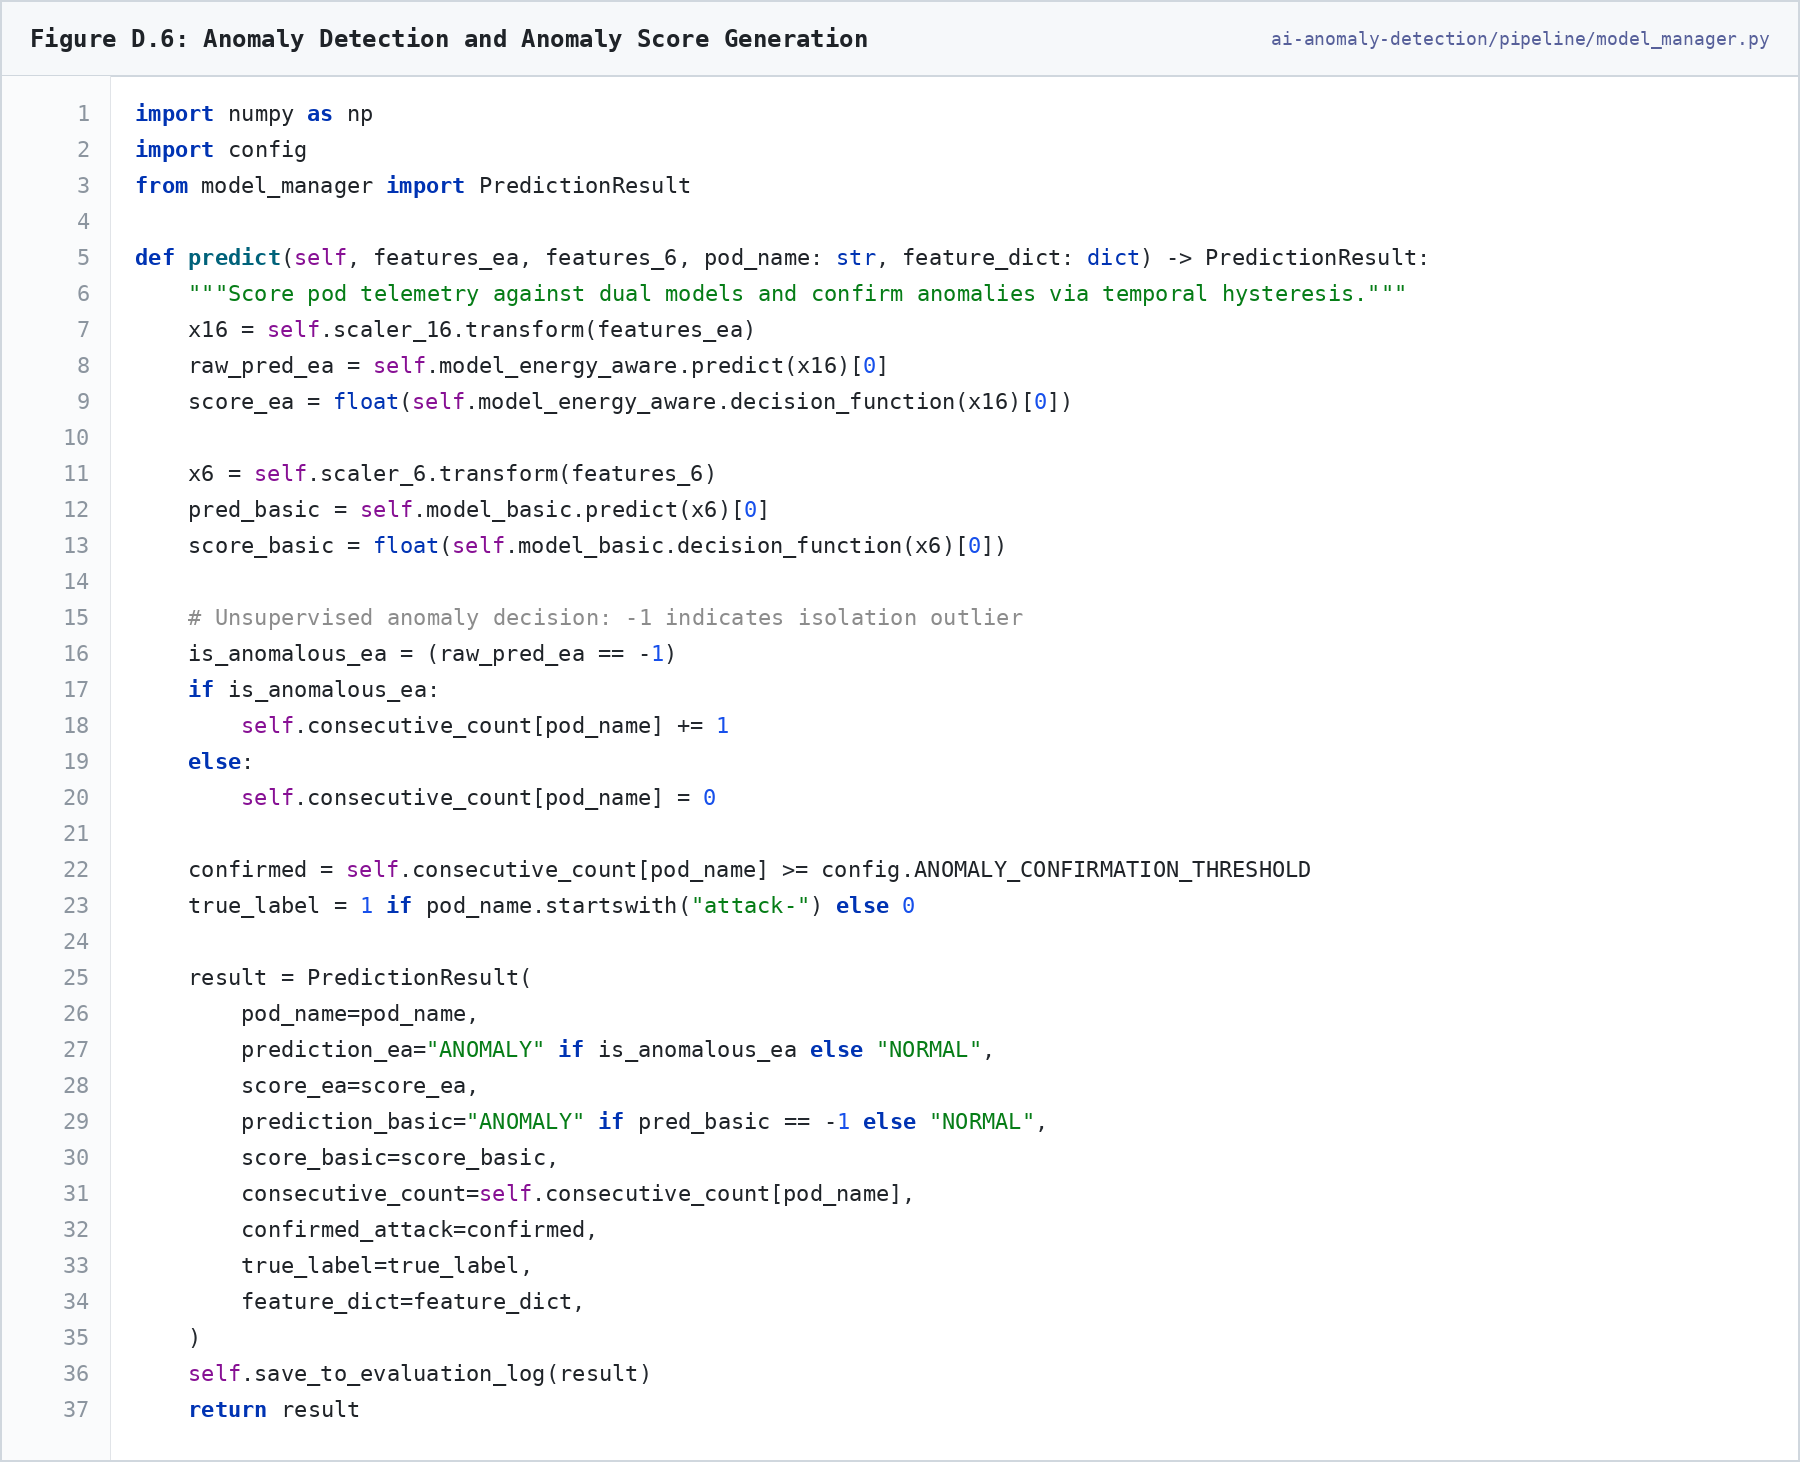 Figure D.6: Anomaly Detection and Anomaly Score Generation
ai-anomaly-detection/pipeline/model_manager.py
1 import numpy as np
2 import config
3 from model_manager import PredictionResult
4
5 def predict(self, features_ea, features_6, pod_name: str, feature_dict: dict) -> PredictionResult:
6     """Score pod telemetry against dual models and confirm anomalies via temporal hysteresis."""
7     x16 = self.scaler_16.transform(features_ea)
8     raw_pred_ea = self.model_energy_aware.predict(x16)[0]
9     score_ea = float(self.model_energy_aware.decision_function(x16)[0])
10
11     x6 = self.scaler_6.transform(features_6)
12     pred_basic = self.model_basic.predict(x6)[0]
13     score_basic = float(self.model_basic.decision_function(x6)[0])
14
15     # Unsupervised anomaly decision: -1 indicates isolation outlier
16     is_anomalous_ea = (raw_pred_ea == -1)
17     if is_anomalous_ea:
18         self.consecutive_count[pod_name] += 1
19     else:
20         self.consecutive_count[pod_name] = 0
21
22     confirmed = self.consecutive_count[pod_name] >= config.ANOMALY_CONFIRMATION_THRESHOLD
23     true_label = 1 if pod_name.startswith("attack-") else 0
24
25     result = PredictionResult(
26         pod_name=pod_name,
27         prediction_ea="ANOMALY" if is_anomalous_ea else "NORMAL",
28         score_ea=score_ea,
29         prediction_basic="ANOMALY" if pred_basic == -1 else "NORMAL",
30         score_basic=score_basic,
31         consecutive_count=self.consecutive_count[pod_name],
32         confirmed_attack=confirmed,
33         true_label=true_label,
34         feature_dict=feature_dict,
35     )
36     self.save_to_evaluation_log(result)
37     return result